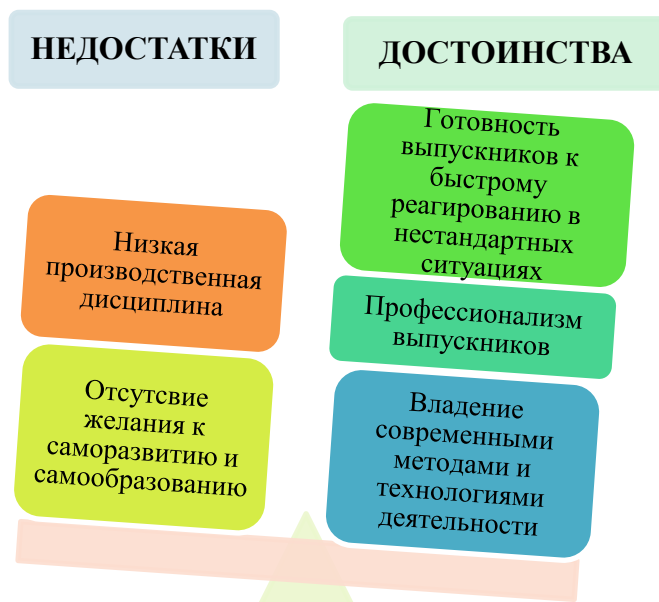 НЕДОСТАТКИ
Низкая
производственная
дисциплина
Отсутсвие
желания к
саморазвитию и
самообразованию
ДОСТОИНСТВА
Готовность
выпускников к
быстрому
реагированию в
нестандартных
ситуациях
Профессионализм
выпускников
Владение
современными
методами и
технологиями
деятельности